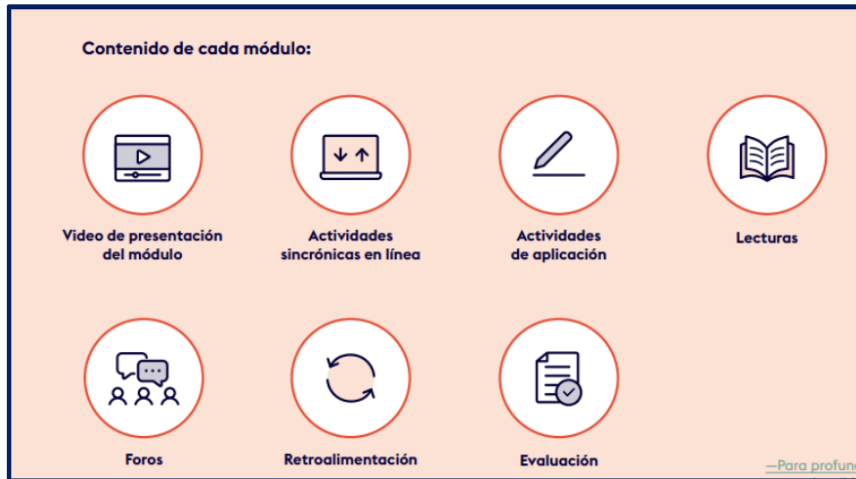 Contenido de cada módulo:
Video de presentación
del módulo
Actividades
sincrónicas en línea
Actividades
de aplicación
Lecturas
Foros
Retroalimentación
Evaluación
—Para